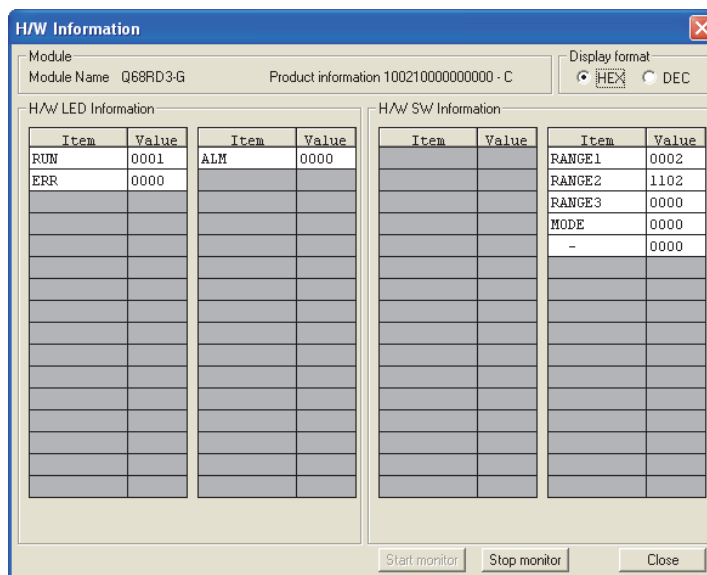 H/W Information
Module
Display format
Module Name Q68RD3-G Product information 100210000000000 - C
HEX DEC
H/W LED Information
H/W SW Information
Item Value Item Value Item Value Item Value
RUN 0001 ALM 0000 RANGE1 0002
ERR 0000 RANGE2 1102
RANGE3 0000
MODE 0000
- 0000
Start monitor Stop monitor Close